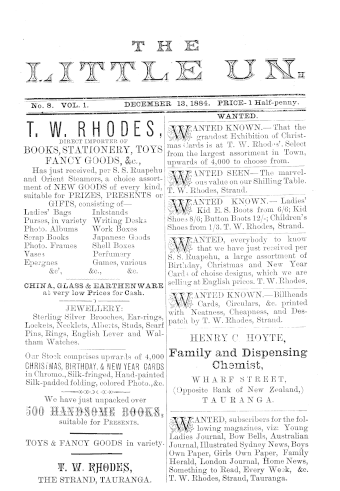 THE
LITTLE UN.
No. 8. VOL. 1. DECEMBER 13, 1884. PRICE-1 Half-penny.
T. W. RHODES,
DIRECT IMPORTER OF
BOOKS, STATIONERY, TOYS
FANCY GOODS, &c.,
Has just received, per S. S. Ruapehu
and Orient Steamers, a choice assort-
ment of NEW GOODS of every kind,
suitable for PRIZES, PRESENTS or
GIFTS, consisting of—
Ladies' Bags Inkstands
Purses, in variety Writing Desks
Photo. Albums Work Boxes
Scrap Books Japanese Goods
Photo. Frames Shell Boxes
Vases Perfumery
Epergnes Games, various
&c., &c., &c.
CHINA, GLASS & EARTHENWARE
at very low Prices for Cash.
JEWELLERY:
Sterling Silver Brooches, Ear-rings,
Lockets, Necklets, Alberts, Studs, Scarf
Pins, Rings, English Lever and Wal-
tham Watches.
Our Stock comprises upwards of 4,000
CHRISTMAS, BIRTHDAY, & NEW YEAR CARDS
in Chromo., Silk-fringed, Hand-painted
Silk-padded folding, colored Photo., &c.
We have just unpacked over
500 HANDSOME BOOKS,
suitable for PRESENTS.
TOYS & FANCY GOODS in variety.
T. W. RHODES,
THE STRAND, TAURANGA.
WANTED.
WANTED KNOWN.—That the
grandest Exhibition of Christ-
mas Cards is at T. W. Rhodes'. Select
from the largest assortment in Town,
upwards of 4,000 to choose from.
WANTED SEEN—The marvel-
ous value on our Shilling Table.
T. W. Rhodes, Strand.
WANTED KNOWN.—Ladies'
Kid E. S. Boots from 6/6; Kid
Shoes 8/6; Button Boots 12/-; Children's
Shoes from 1/3. T. W. Rhodes, Strand.
WANTED, everybody to know
that we have just received per
S. S. Ruapehu, a large assortment of
Birthday, Christmas and New Year
Cards of choice designs, which we are
selling at English prices. T. W. Rhodes.
WANTED KNOWN.—Billheads
Cards, Circulars, &c. printed
with Neatness, Cheapness, and Des-
patch by T. W. Rhodes, Strand.
HENRY C HOYTE,
Family and Dispensing
Chemist,
WHARF STREET,
(Opposite Bank of New Zealand,)
TAURANGA.
WANTED, subscribers for the fol-
lowing magazines, viz: Young
Ladies Journal, Bow Bells, Australian
Journal, Illustrated Sydney News, Boys
Own Paper, Girls Own Paper, Family
Herald, London Journal, Home News,
Something to Read, Every Week, &c.
T. W. Rhodes, Strand, Tauranga.